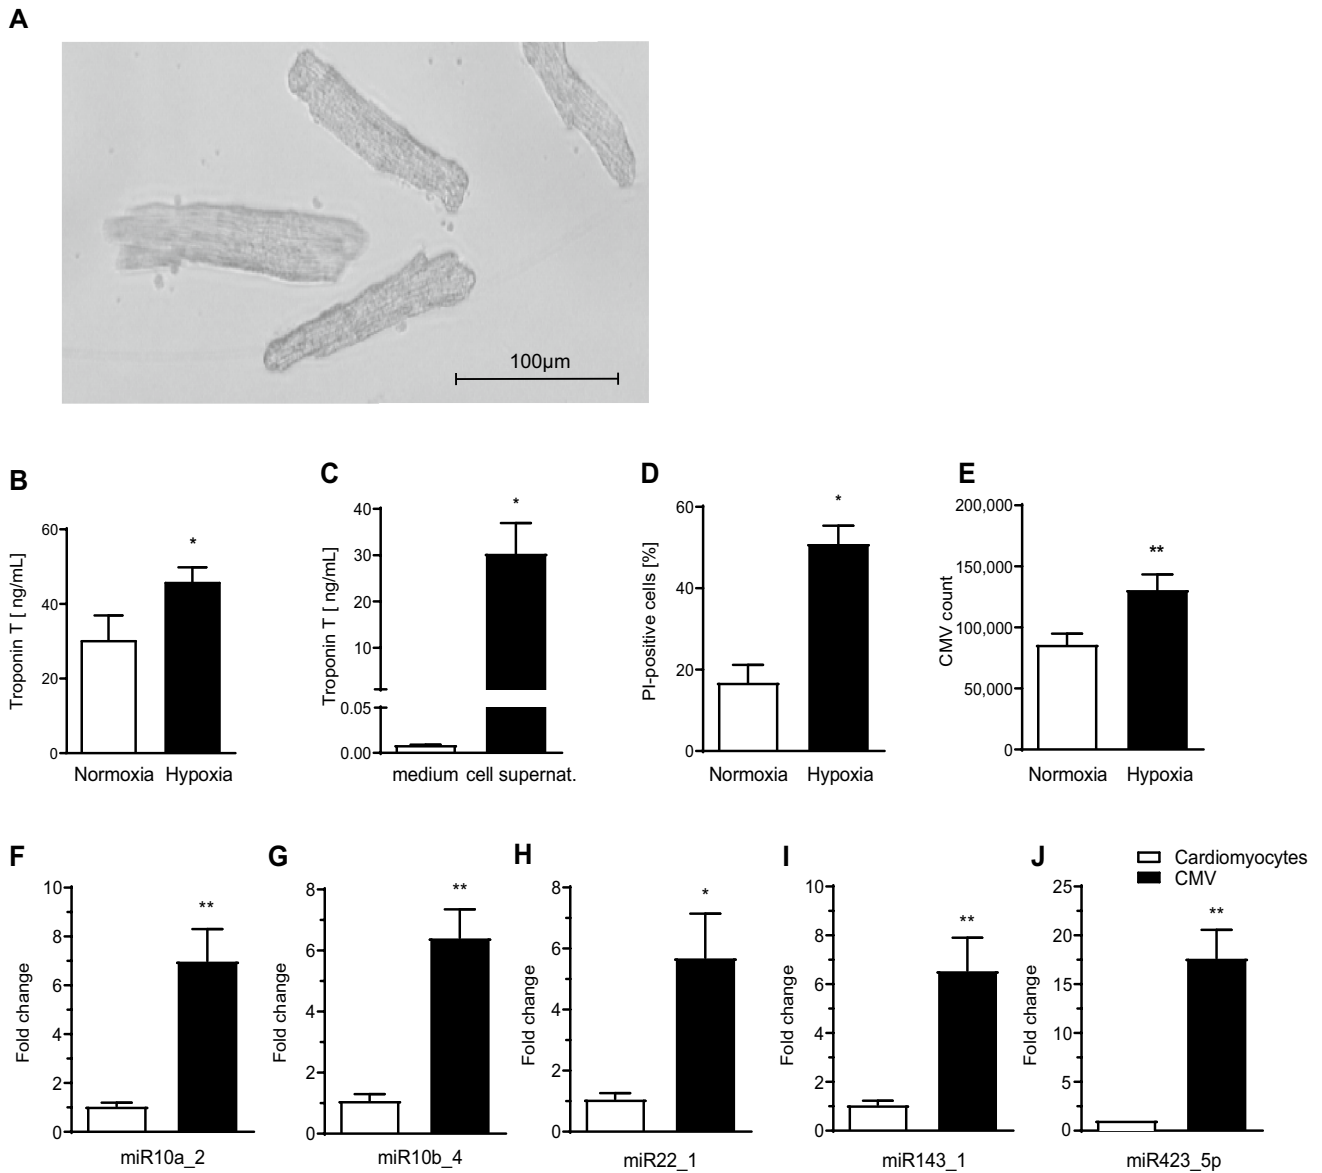 A
100µm
B
Troponin T [ ng/mL]
60
40
20
0
*
Normoxia Hypoxia
C
Troponin T [ ng/mL]
40
30
20
10
0.05
0.00
*
medium cell supernat.
D
PI-positive cells [%]
60
40
20
0
*
Normoxia Hypoxia
E
CMV count
200,000
150,000
100,000
50,000
0
**
Normoxia Hypoxia
F
Fold change
10
8
6
4
2
0
**
miR10a_2
G
Fold change
8
6
4
2
0
**
miR10b_4
H
Fold change
8
6
4
2
0
*
miR22_1
I
Fold change
10
8
6
4
2
0
**
miR143_1
J
Cardiomyocytes
CMV
Fold change
25
20
15
10
5
0
**
miR423_5p